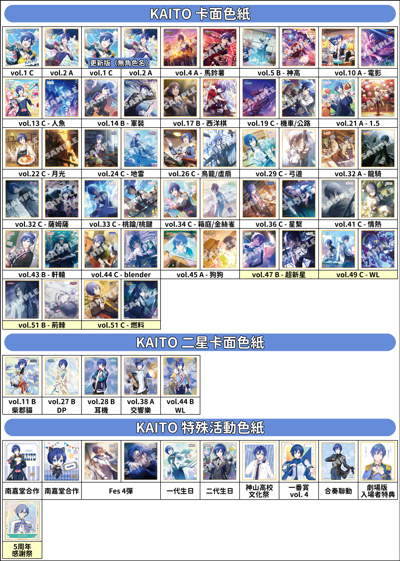 KAITO 卡面色紙
更新版（無角色名）
vol.1 C
vol.2 A
vol.1 C
vol.2 A
vol.4 A - 馬鈴薯
vol.5 B - 神高
vol.10 A - 電影
vol.13 C - 人魚
vol.14 B - 軍裝
vol.17 B - 西洋棋
vol.19 C - 機車/公路
vol.21 A - 1.5
vol.22 C - 月光
vol.24 C - 地雷
vol.26 C - 鳥籠/虛扇
vol.29 C - 弓道
vol.32 A - 龍騎
vol.32 C - 薩姆薩
vol.33 C - 桃鑰/桃鍵
vol.34 C - 箱庭/金絲雀
vol.36 C - 星繫
vol.41 C - 情熱
vol.43 B - 軒轅
vol.44 C - blender
vol.45 A - 狗狗
vol.47 B - 超新星
vol.49 C - WL
vol.51 B - 荊棘
vol.51 C - 燃料
KAITO 二星卡面色紙
vol.11 B
柴郡貓
vol.27 B
DP
vol.28 B
耳機
vol.38 A
交響樂
vol.44 B
WL
KAITO 特殊活動色紙
南嘉堂合作
南嘉堂合作
Fes 4彈
一代生日
二代生日
神山高校
文化祭
一番賞
vol. 4
合奏聯動
劇場版
入場者特典
5周年
感謝祭